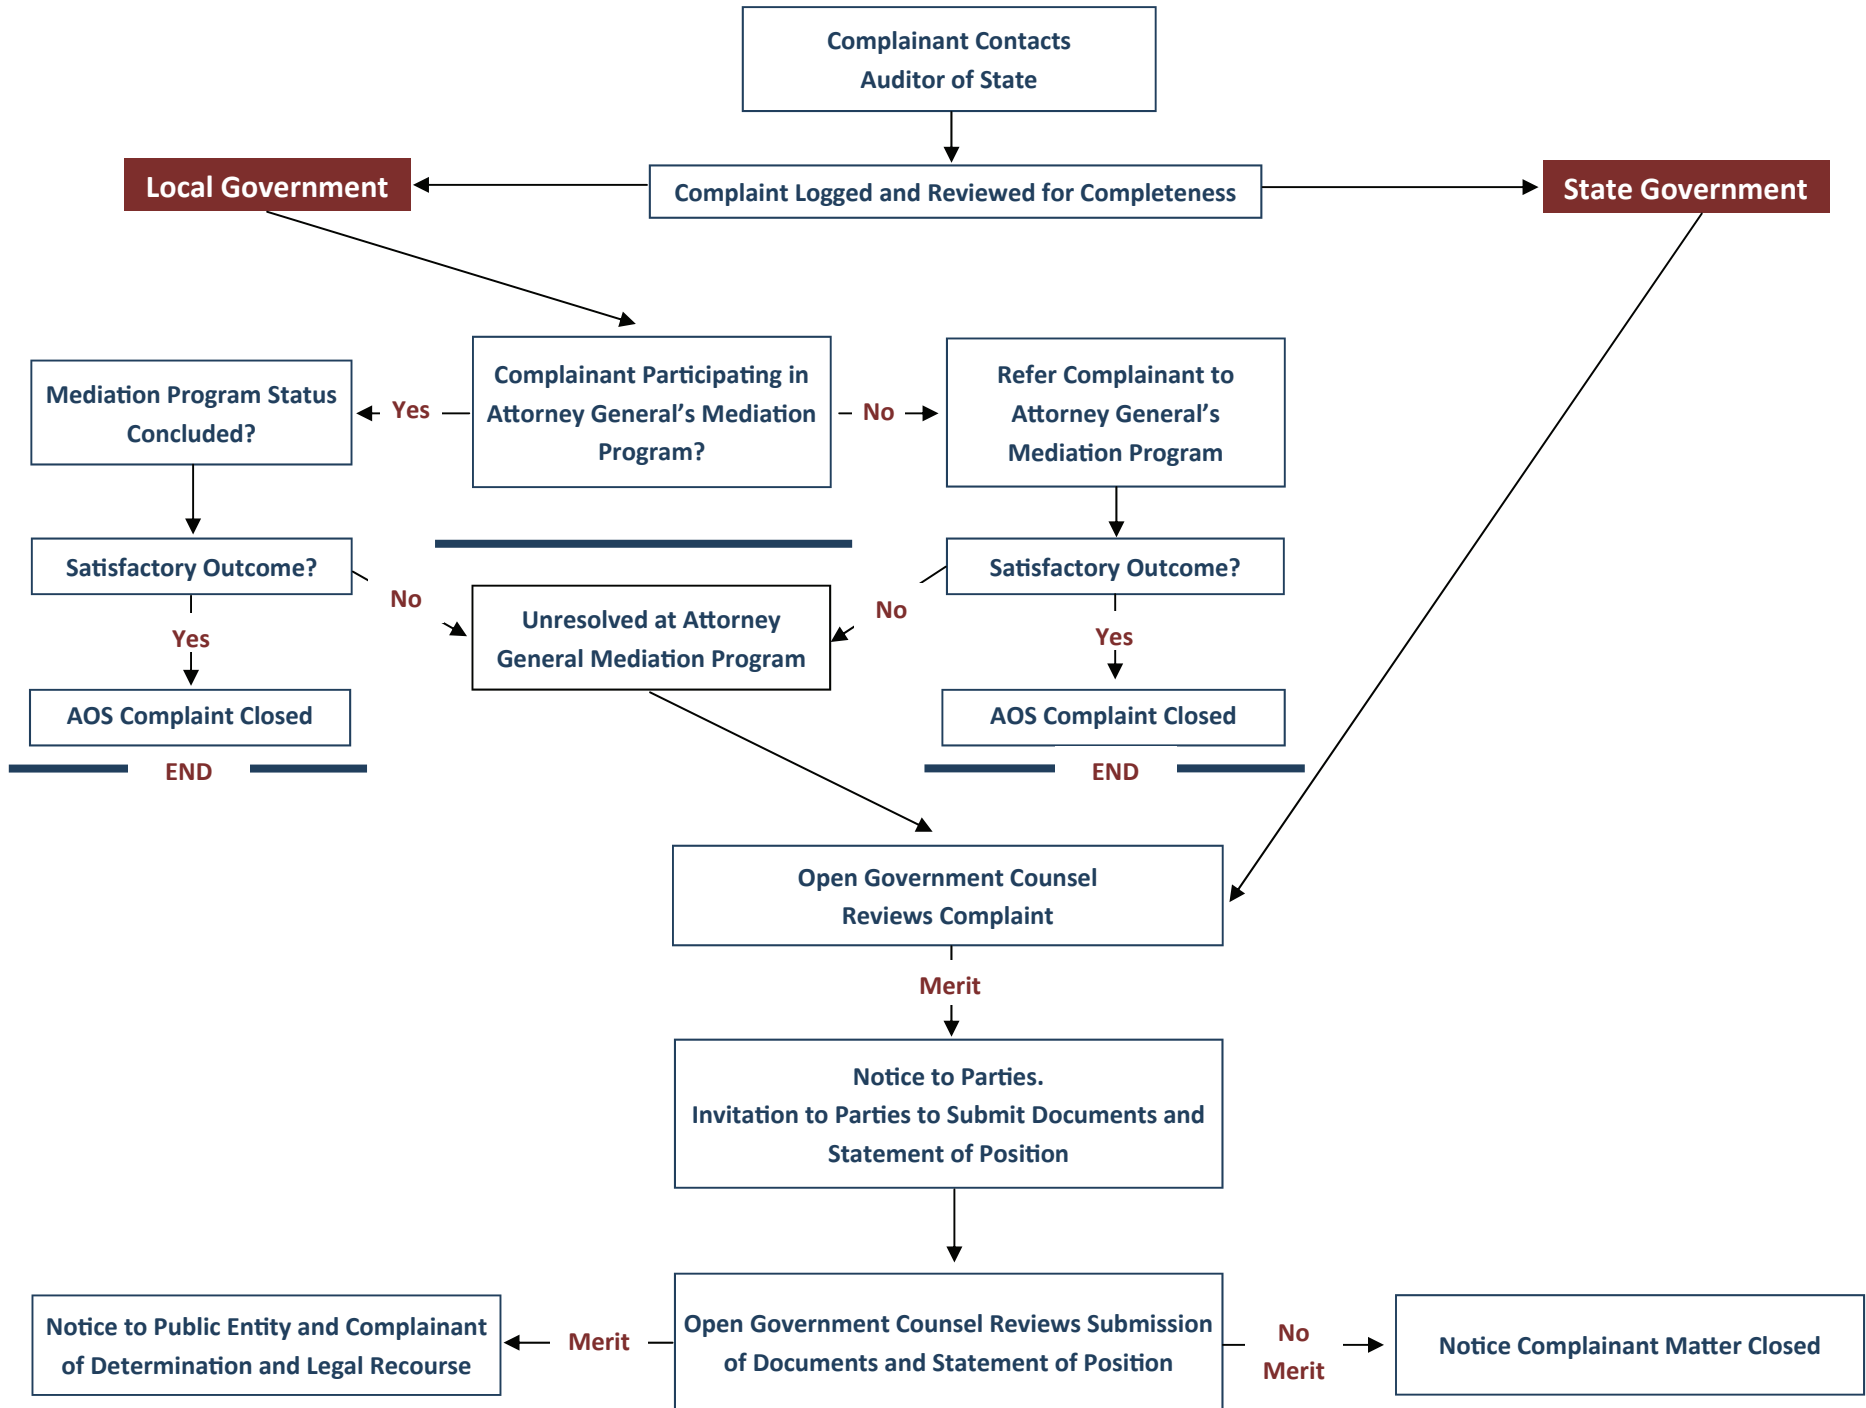 Complainant Contacts
Auditor of State
Local Government
Complaint Logged and Reviewed for Completeness
State Government
Mediation Program Status
Concluded?
Yes
Complainant Participating in
Attorney General's Mediation
Program?
No
Refer Complainant to
Attorney General's
Mediation Program
Satisfactory Outcome?
No
Unresolved at Attorney
General Mediation Program
No
Satisfactory Outcome?
Yes
Yes
AOS Complaint Closed
AOS Complaint Closed
END
END
Open Government Counsel
Reviews Complaint
Merit
Notice to Parties.
Invitation to Parties to Submit Documents and
Statement of Position
Notice to Public Entity and Complainant
of Determination and Legal Recourse
Merit
Open Government Counsel Reviews Submission
of Documents and Statement of Position
No
Merit
Notice Complainant Matter Closed